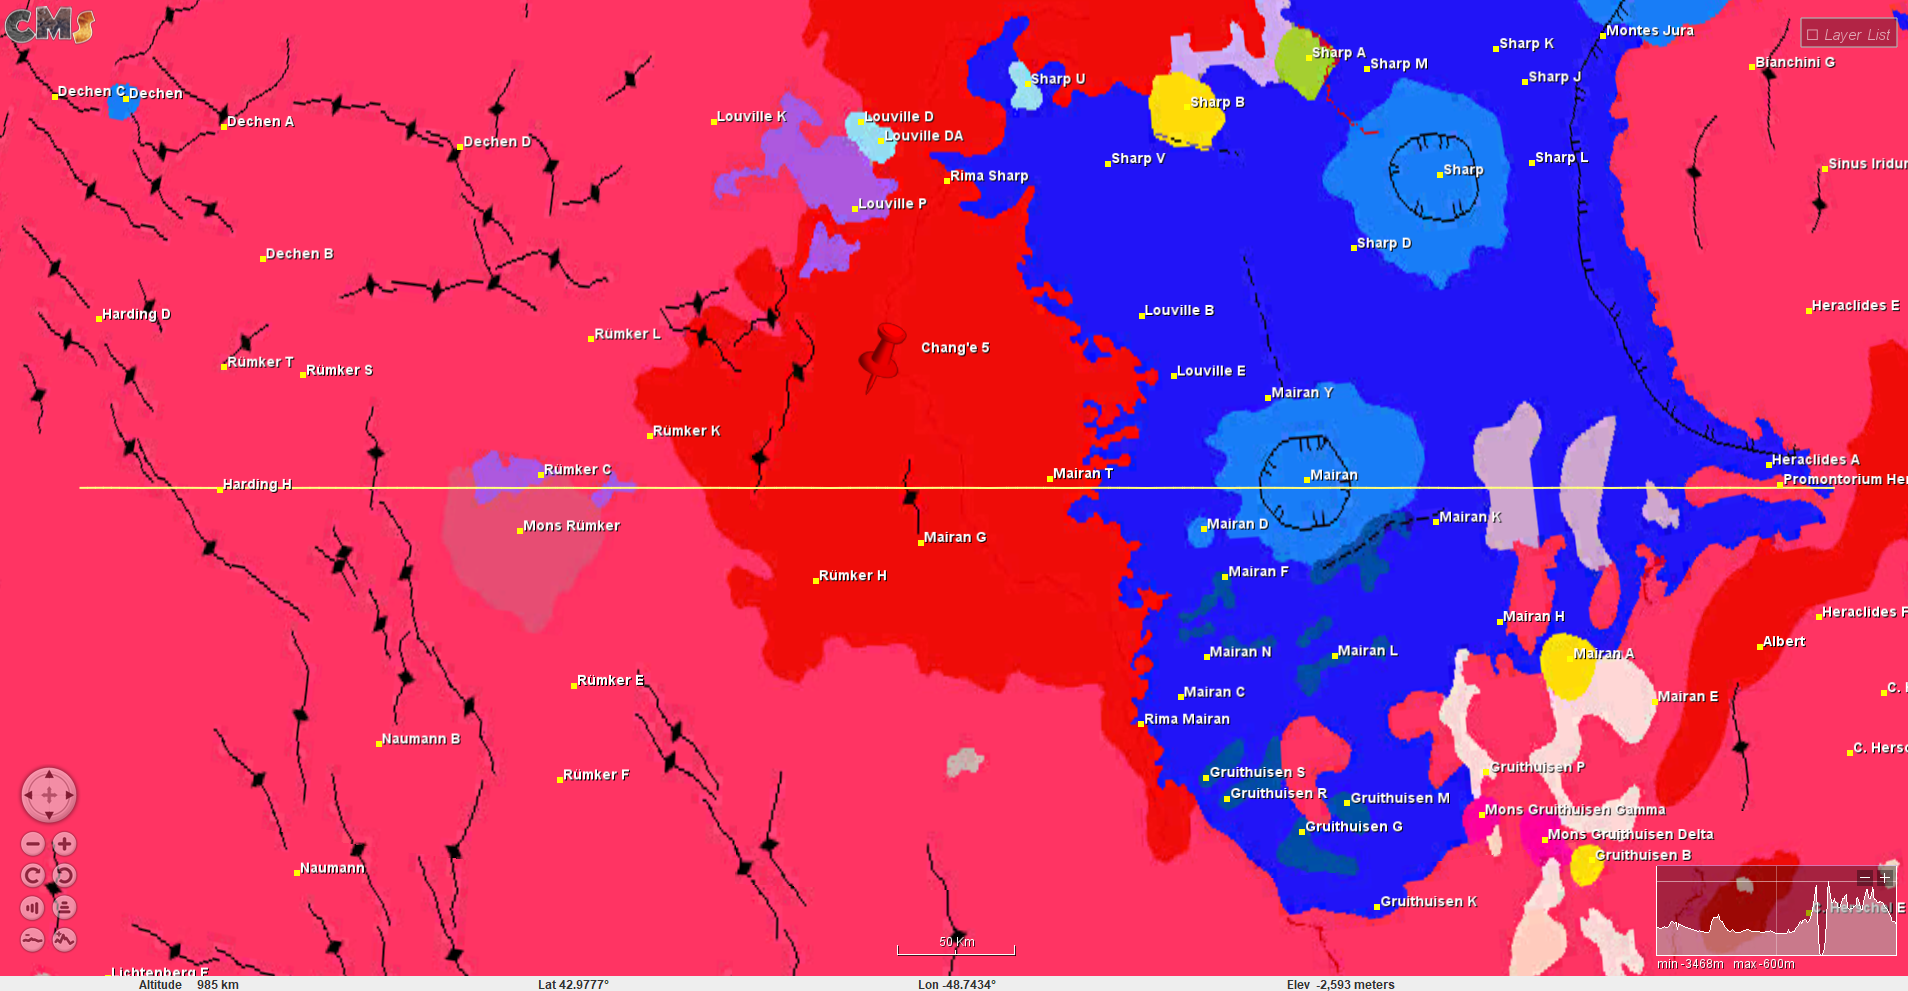 CMs
Layer List
Montes Jura
Sharp K
Sharp A
Sharp M
Bianchini G
Sharp J
Sharp U
Dechen C
Dechen
Sharp B
Louville K
Louville D
Dechen A
Louville DA
Dechen D
Sharp V
Sharp L
Sinus Iridu
Rima Sharp
Sharp
Louville P
Sharp D
Dechen B
Heraclides E
Louville B
Harding D
Rümker L
Chang'e 5
Rümker T
Rümker S
Louville E
Mairan Y
Rümker K
Heraclides A
Rümker C
Mairan T
Mairan
Promontorium He
Harding H
Mairan K
Mons Rümker
Mairan D
Mairan G
Mairan F
Rümker H
Heraclides F
Mairan H
Albert
Mairan N
Mairan L
Mairan A
Rümker E
Mairan C
C. H
Mairan E
Rima Mairan
Naumann B
C. Hersc
Gruithuisen P
Gruithuisen S
Rümker F
Gruithuisen R
Gruithuisen M
Mons Gruithuisen Gamma
Gruithuisen G
Mons Gruithuisen Delta
Gruithuisen B
Naumann
Gruithuisen K
C. Herschel E
50 Km
min -3468m max -600m
Lichtenberg F
Altitude 985 km Lat 42.9777° Lon -48.7434° Elev -2,593 meters